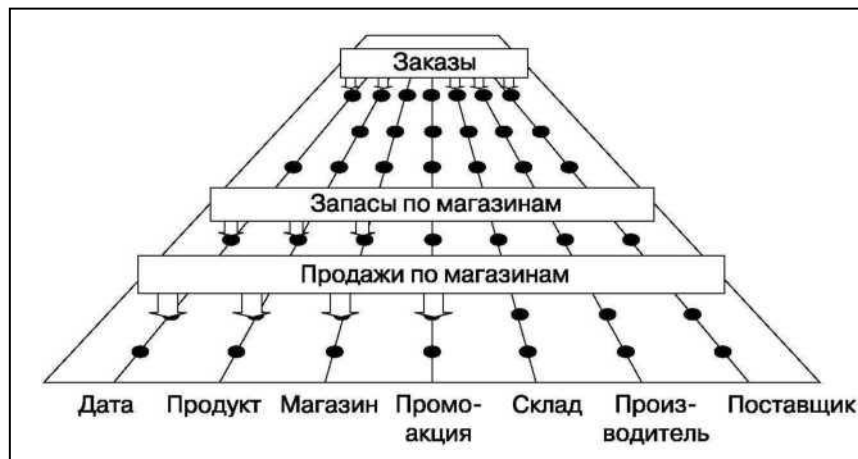 Заказы
Запасы по магазинам
Продажи по магазинам
Дата Продукт Магазин Промо- Склад Произ- Поставщик
акция водитель